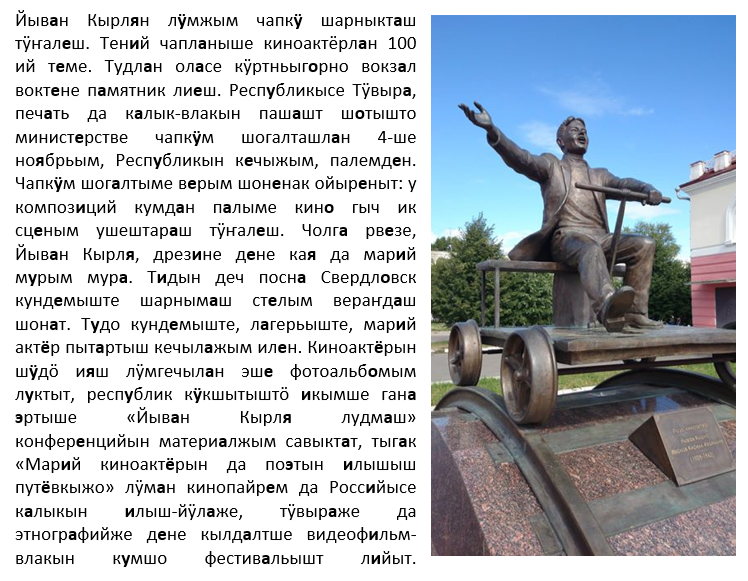 Йыван Кырлян лӱмжым чапкӱ шарныкташ
тӱҥалеш. Тений чапланыше киноактёрлан 100
ий теме. Тудлан оласе кӱртньыгорно вокзал
воктене памятник лиеш. Республикысе Тӱвыра,
печать да калык-влакын пашашт шотышто
министерстве чапкӱм шогалташлан 4-ше
ноябрьым, Республикын кечыжым, палемден.
Чапкӱм шогалтыме верым шоненак ойыреныт: у
композиций кумдан палыме кино гыч ик
сценым ушештараш тӱҥалеш. Чолга рвезе,
Йыван Кырля, дрезине дене кая да марий
мурым мура. Тидын деч посна Свердловск
кундемыште шарнымаш стелым вераҥдаш
шонат. Тудо кундемыште, лагерьыште, марий
актёр пытартыш кечылажым илен. Киноактёрын
шӱдӧ ияш лӱмгечылан эше фотоальбомым
луктыт, республик кӱкшытыштӧ икымше гана
эртыше «Йыван Кырля лудмаш»
конференцийын материалжым савыктат, тыгак
«Марий киноактёрын да поэтын илышыш
путёвкыжо» лӱман кинопайрем да Российысе
калыкын илыш-йӱлаже, тӱвыраже да
этнографийже дене кылдалтше видеофильм-
влакын кумшо фестивальышт лийыт.